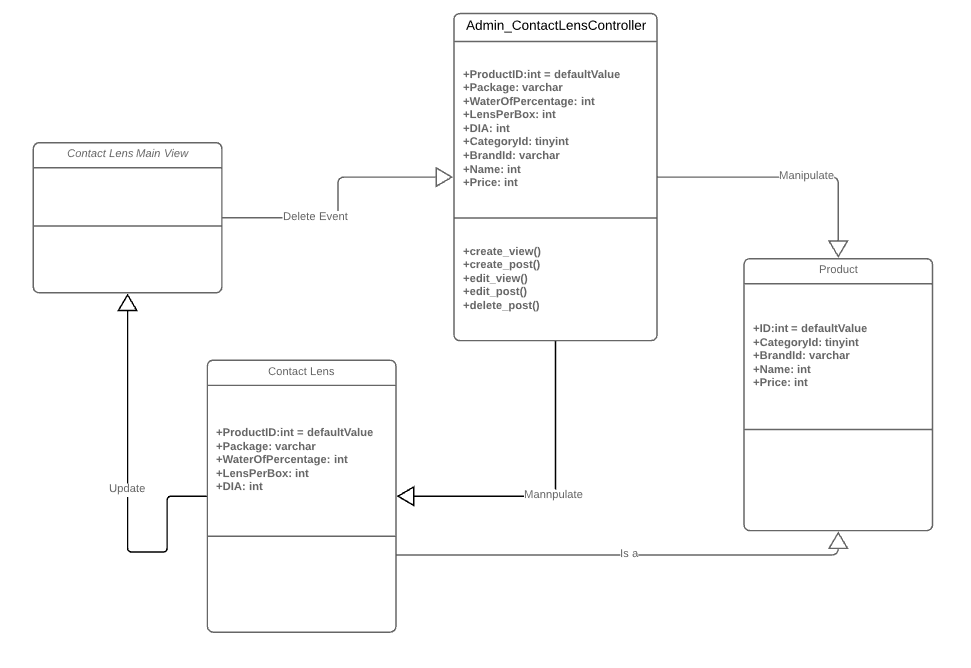 Admin_ContactLensController
+ProductID:int = defaultValue
+Package: varchar
+WaterOfPercentage: int
+LensPerBox: int
+DIA: int
+CategoryId: tinyint
+BrandId: varchar
+Name: int
+Price: int
+create_view()
+create_post()
+edit_view()
+edit_post()
+delete_post()
Contact Lens Main View
Delete Event
Manipulate
Product
+ID:int = defaultValue
+CategoryId: tinyint
+BrandId: varchar
+Name: int
+Price: int
Contact Lens
+ProductID:int = defaultValue
+Package: varchar
+WaterOfPercentage: int
+LensPerBox: int
+DIA: int
Update
Mannpulate
Is a